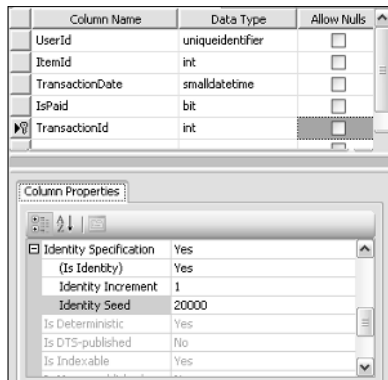 Column Name Data Type Allow Nulls
UserId uniqueidentifier
ItemId int
TransactionDate smalldatetime
IsPaid bit
TransactionId int
Column Properties
Identity Specification Yes
(Is Identity) Yes
Identity Increment 1
Identity Seed 20000
Is Deterministic Yes
Is DTS-published No
Is Indexable Yes